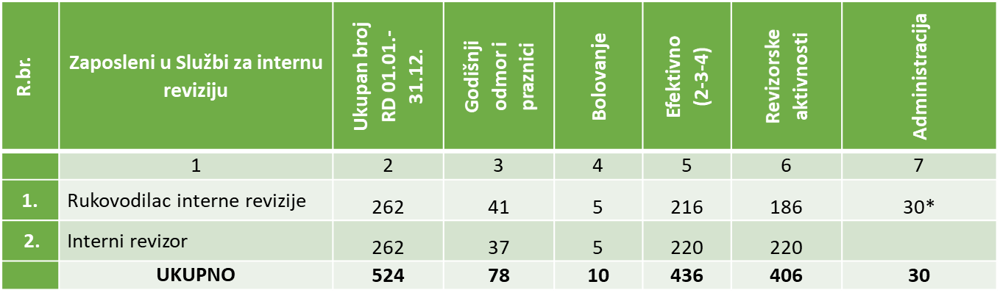 R.br.
Zaposleni u Službi za internu
reviziju
Ukupan broj
RD 01.01.-
31.12.
Godišnji
odmor i
praznici
Bolovanje
Efektivno
(2-3-4)
Revizorske
aktivnosti
Administracija
1 2 3 4 5 6 7
1. Rukovodilac interne revizije 262 41 5 216 186 30*
2. Interni revizor 262 37 5 220 220
UKUPNO 524 78 10 436 406 30